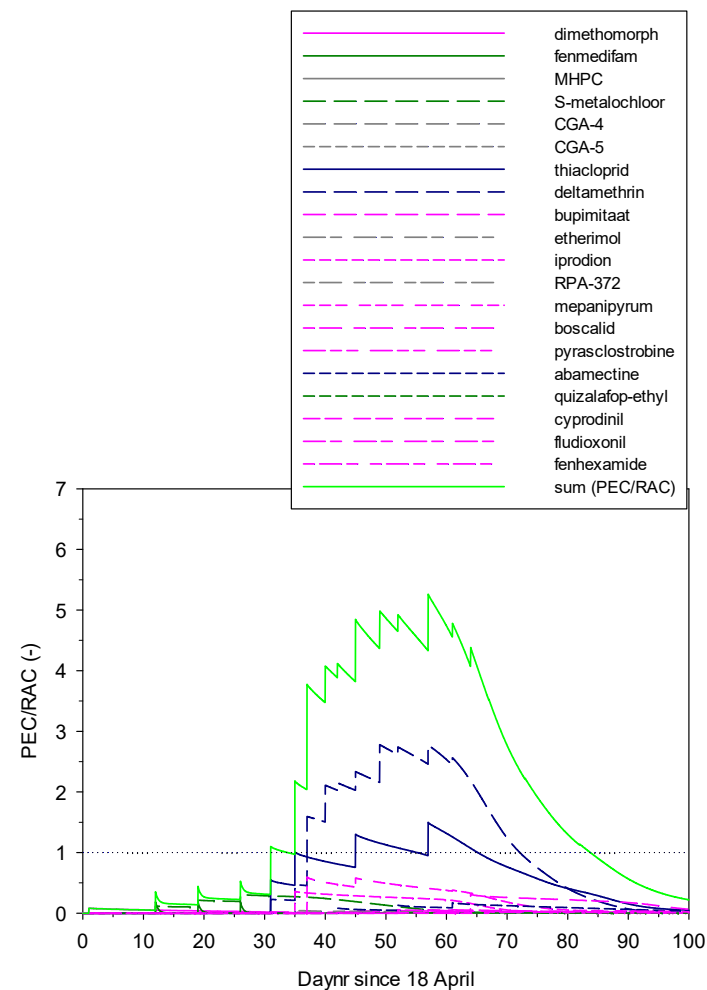 dimethomorph
fenmedifam
MHPC
S-metalochloor
CGA-4
CGA-5
thiacloprid
deltamethrin
bupimitaat
etherimol
iprodion
RPA-372
mepanipyrum
boscalid
pyrasclostrobine
abamectine
quizalafop-ethyl
cyprodinil
fludioxonil
fenhexamide
sum (PEC/RAC)
7
6
5
4
3
2
1
0
PEC/RAC (-)
0 10 20 30 40 50 60 70 80 90 100
Daynr since 18 April